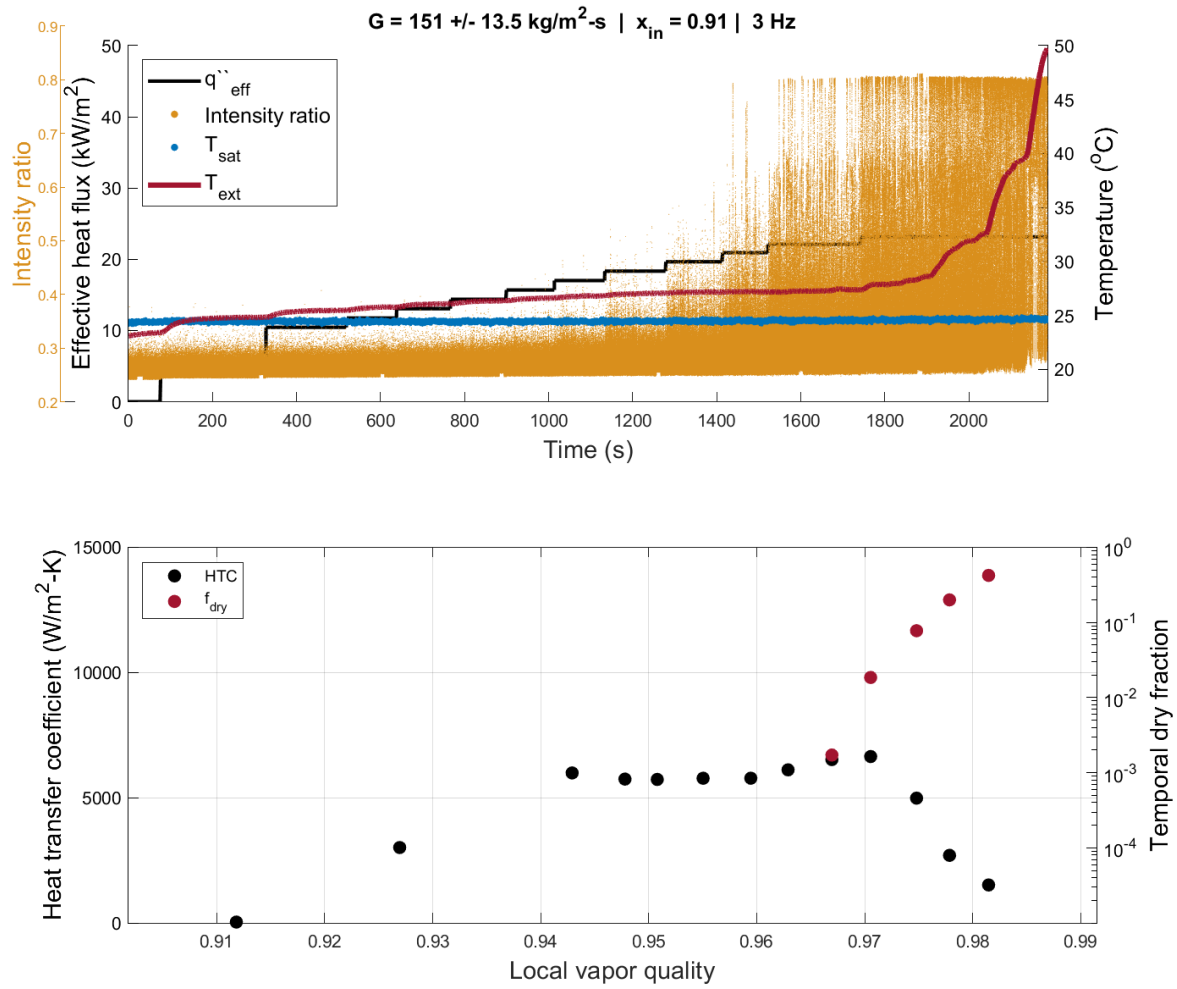 G = 151 +/- 13.5 kg/m²-s | x_in = 0.91 | 3 Hz
Intensity ratio
0.9
0.8
0.7
0.6
0.5
0.4
0.3
0.2
Effective heat flux (kW/m²)
50
40
30
20
10
0
q``eff
Intensity ratio
T_sat
T_ext
50
45
40
35
30
25
20
Temperature (°C)
0 200 400 600 800 1000 1200 1400 1600 1800 2000
Time (s)
Heat transfer coefficient (W/m²-K)
15000
10000
5000
0
HTC
f_dry
10⁰
10⁻¹
10⁻²
10⁻³
10⁻⁴
Temporal dry fraction
0.91 0.92 0.93 0.94 0.95 0.96 0.97 0.98 0.99
Local vapor quality